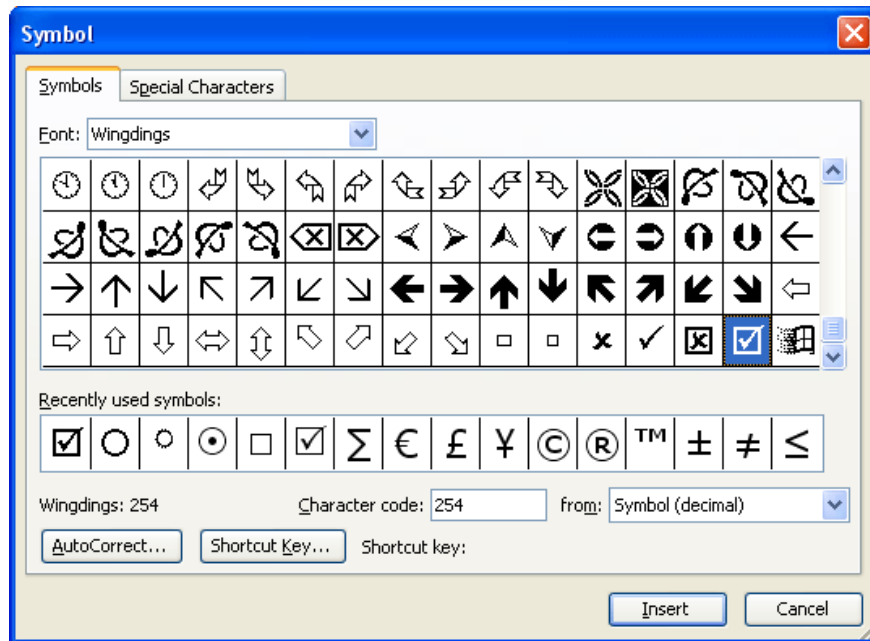 Symbol
Symbols Special Characters
Font: Wingdings
Recently used symbols:
☑ ○ ○ ⊙ □ ☑ Σ € £ ¥ © ® ™ ± ≠ ≤
Wingdings: 254 Character code: 254 from: Symbol (decimal)
AutoCorrect... Shortcut Key... Shortcut key:
Insert Cancel